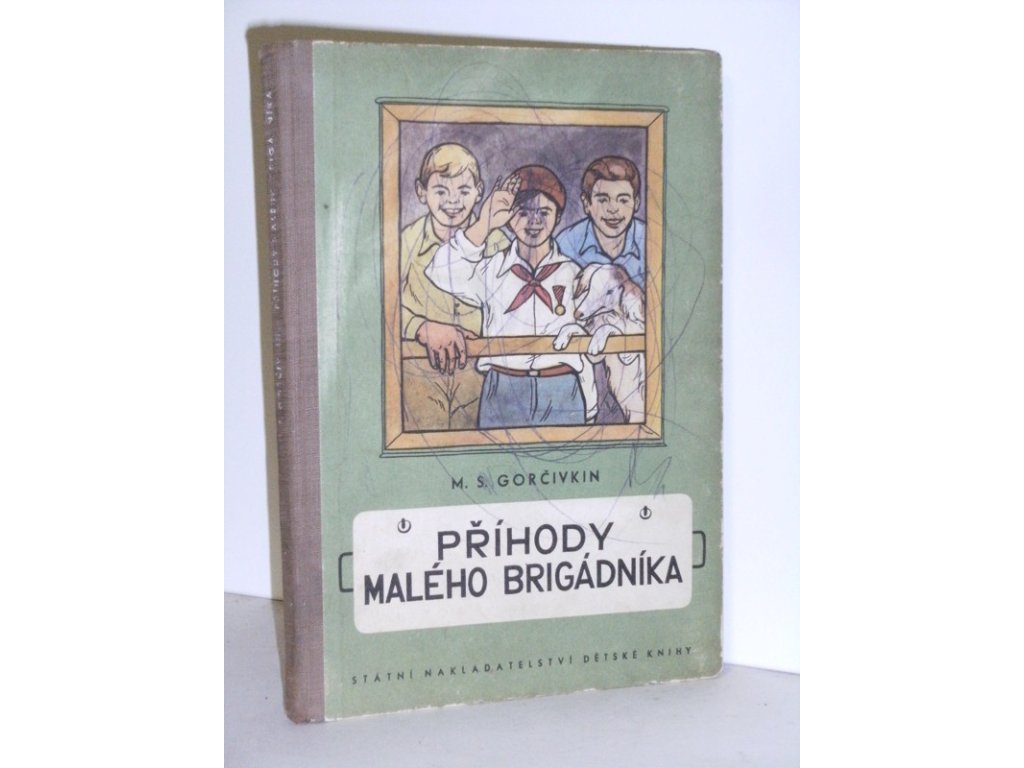 M. S. GORČIVKIN
PŘÍHODY
MALÉHO BRIGÁDNÍKA
STÁTNÍ NAKLADATELSTVÍ DĚTSKÉ KNIHY